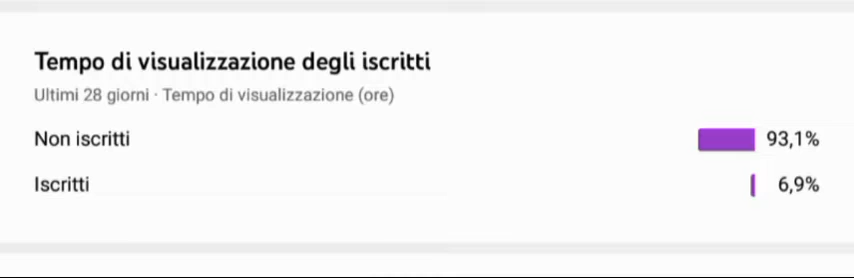 Tempo di visualizzazione degli iscritti
Ultimi 28 giorni · Tempo di visualizzazione (ore)
Non iscritti 93,1%
Iscritti 6,9%